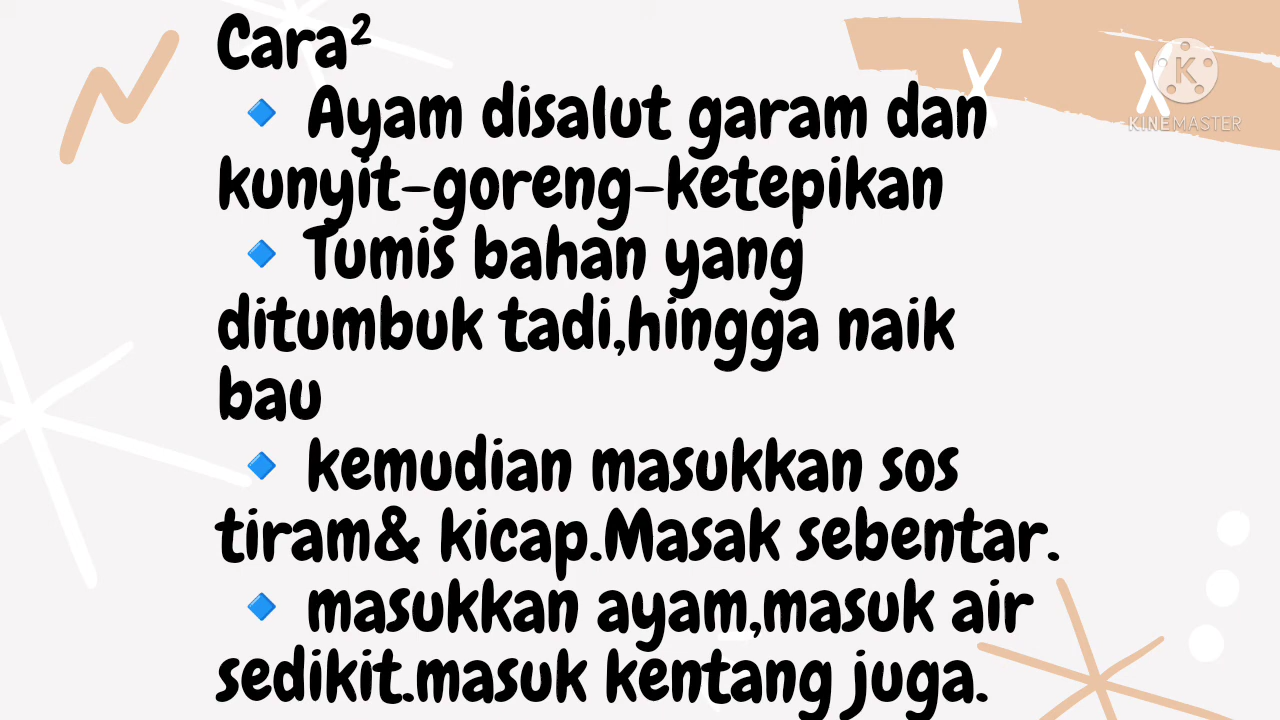 Cara²
🔹 Ayam disalut garam dan
kunyit-goreng-ketepikan
🔹 Tumis bahan yang
ditumbuk tadi,hingga naik
bau
🔹 kemudian masukkan sos
tiram& kicap.Masak sebentar.
🔹 masukkan ayam,masuk air
sedikit.masuk kentang juga.
K
KINEMASTER